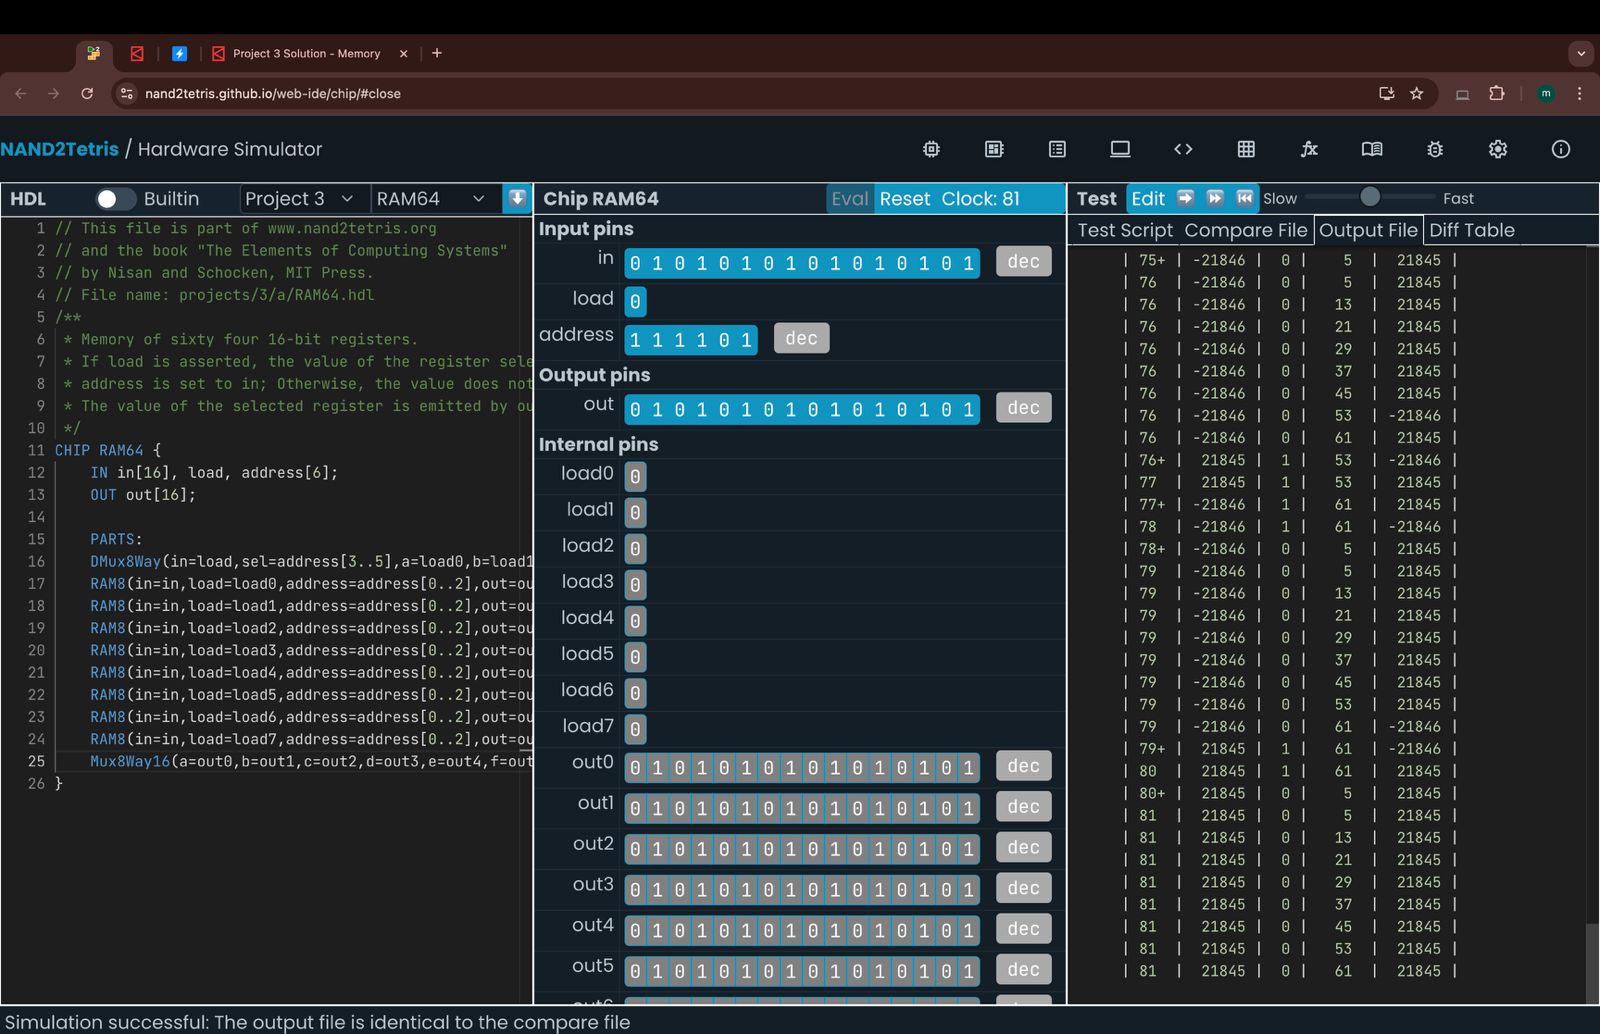 Project 3 Solution - Memory
nand2tetris.github.io/web-ide/chip/#close
m
NAND2Tetris / Hardware Simulator
HDL Builtin Project 3 RAM64
1 // This file is part of www.nand2tetris.org
2 // and the book "The Elements of Computing Systems"
3 // by Nisan and Schocken, MIT Press.
4 // File name: projects/3/a/RAM64.hdl
5 /**
6 * Memory of sixty four 16-bit registers.
7 * If load is asserted, the value of the register sele
8 * address is set to in; Otherwise, the value does not
9 * The value of the selected register is emitted by ou
10 */
11 CHIP RAM64 {
12 IN in[16], load, address[6];
13 OUT out[16];
14
15 PARTS:
16 DMux8Way(in=load,sel=address[3..5],a=load0,b=load1
17 RAM8(in=in,load=load0,address=address[0..2],out=ou
18 RAM8(in=in,load=load1,address=address[0..2],out=ou
19 RAM8(in=in,load=load2,address=address[0..2],out=ou
20 RAM8(in=in,load=load3,address=address[0..2],out=ou
21 RAM8(in=in,load=load4,address=address[0..2],out=ou
22 RAM8(in=in,load=load5,address=address[0..2],out=ou
23 RAM8(in=in,load=load6,address=address[0..2],out=ou
24 RAM8(in=in,load=load7,address=address[0..2],out=ou
25 Mux8Way16(a=out0,b=out1,c=out2,d=out3,e=out4,f=out
26 }
Chip RAM64 Eval Reset Clock: 81
Input pins
in 0 1 0 1 0 1 0 1 0 1 0 1 0 1 0 1 dec
load 0
address 1 1 1 1 0 1 dec
Output pins
out 0 1 0 1 0 1 0 1 0 1 0 1 0 1 0 1 dec
Internal pins
load0 0
load1 0
load2 0
load3 0
load4 0
load5 0
load6 0
load7 0
out0 0 1 0 1 0 1 0 1 0 1 0 1 0 1 0 1 dec
out1 0 1 0 1 0 1 0 1 0 1 0 1 0 1 0 1 dec
out2 0 1 0 1 0 1 0 1 0 1 0 1 0 1 0 1 dec
out3 0 1 0 1 0 1 0 1 0 1 0 1 0 1 0 1 dec
out4 0 1 0 1 0 1 0 1 0 1 0 1 0 1 0 1 dec
out5 0 1 0 1 0 1 0 1 0 1 0 1 0 1 0 1 dec
Test Edit Slow Fast
Test Script Compare File Output File Diff Table
| 75+ | -21846 | 0 | 5 | 21845 |
| 76 | -21846 | 0 | 5 | 21845 |
| 76 | -21846 | 0 | 13 | 21845 |
| 76 | -21846 | 0 | 21 | 21845 |
| 76 | -21846 | 0 | 29 | 21845 |
| 76 | -21846 | 0 | 37 | 21845 |
| 76 | -21846 | 0 | 45 | 21845 |
| 76 | -21846 | 0 | 53 | -21846 |
| 76 | -21846 | 0 | 61 | 21845 |
| 76+ | 21845 | 1 | 53 | -21846 |
| 77 | 21845 | 1 | 53 | 21845 |
| 77+ | -21846 | 1 | 61 | 21845 |
| 78 | -21846 | 1 | 61 | -21846 |
| 78+ | -21846 | 0 | 5 | 21845 |
| 79 | -21846 | 0 | 5 | 21845 |
| 79 | -21846 | 0 | 13 | 21845 |
| 79 | -21846 | 0 | 21 | 21845 |
| 79 | -21846 | 0 | 29 | 21845 |
| 79 | -21846 | 0 | 37 | 21845 |
| 79 | -21846 | 0 | 45 | 21845 |
| 79 | -21846 | 0 | 53 | 21845 |
| 79 | -21846 | 0 | 61 | -21846 |
| 79+ | 21845 | 1 | 61 | -21846 |
| 80 | 21845 | 1 | 61 | 21845 |
| 80+ | 21845 | 0 | 5 | 21845 |
| 81 | 21845 | 0 | 5 | 21845 |
| 81 | 21845 | 0 | 13 | 21845 |
| 81 | 21845 | 0 | 21 | 21845 |
| 81 | 21845 | 0 | 29 | 21845 |
| 81 | 21845 | 0 | 37 | 21845 |
| 81 | 21845 | 0 | 45 | 21845 |
| 81 | 21845 | 0 | 53 | 21845 |
| 81 | 21845 | 0 | 61 | 21845 |
Simulation successful: The output file is identical to the compare file